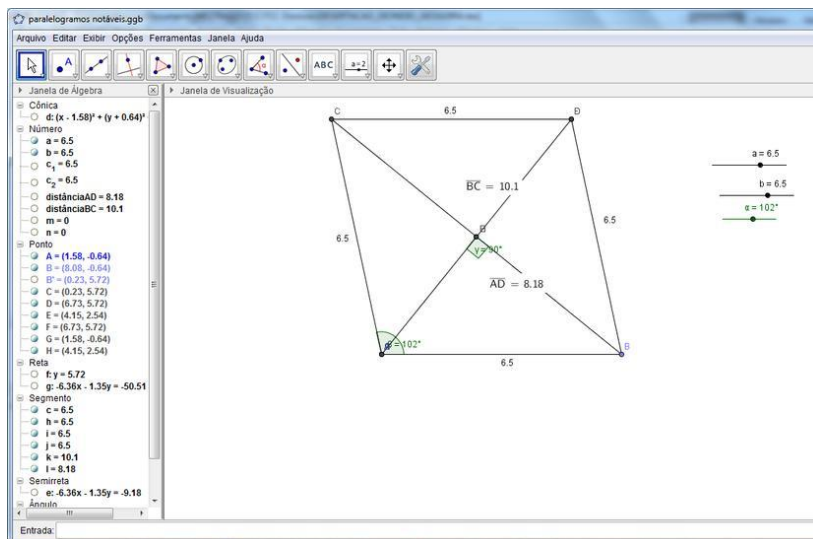 paralelogramos notáveis.ggb
Arquivo Editar Exibir Opções Ferramentas Janela Ajuda
A
α
ABC
a=2
Janela de Álgebra
Janela de Visualização
Cônica
d: (x - 1.58)² + (y + 0.64)²
Número
a = 6.5
b = 6.5
c₁ = 6.5
c₂ = 6.5
distânciaAD = 8.18
distânciaBC = 10.1
m = 0
n = 0
Ponto
A = (1.58, -0.64)
B = (8.08, -0.64)
B' = (0.23, 5.72)
C = (0.23, 5.72)
D = (6.73, 5.72)
E = (4.15, 2.54)
F = (6.73, 5.72)
G = (1.58, -0.64)
H = (4.15, 2.54)
Reta
f: y = 5.72
g: -6.36x - 1.35y = -50.51
Segmento
c = 6.5
h = 6.5
i = 6.5
j = 6.5
k = 10.1
l = 8.18
Semirreta
e: -6.36x - 1.35y = -9.18
Ângulo
C
6.5
BC = 10.1
6.5
6.5
γ = 90°
AD = 8.18
= 102°
6.5
B
a = 6.5
b = 6.5
α = 102°
Entrada: